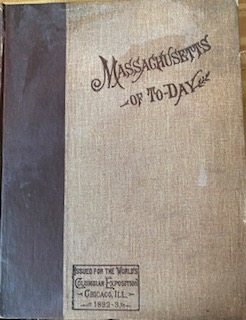 MASSACHUSETTS
OF TO-DAY
ISSUED FOR THE WORLD'S
COLUMBIAN EXPOSITION
CHICAGO, ILL.
1892-3